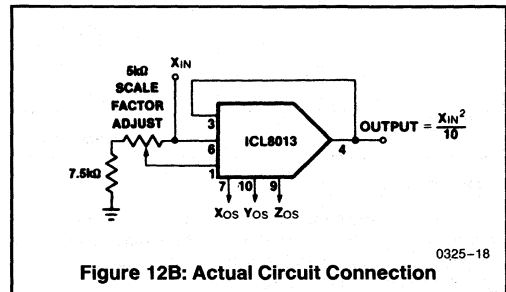 5kΩ
SCALE
FACTOR
ADJUST
XIN
3
6
1
ICL8013
4
OUTPUT = XIN²
10
7.5kΩ
7 10 9
XOS YOS ZOS
0325-18
Figure 12B: Actual Circuit Connection